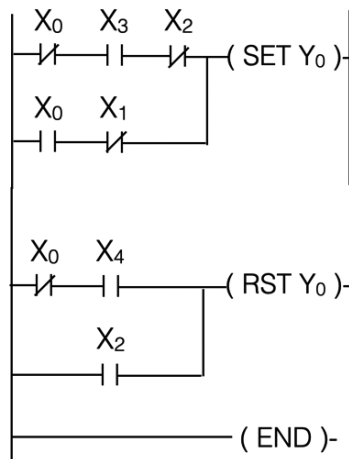 X₀ X₃ X₂
( SET Y₀ )
X₀ X₁
X₀ X₄
( RST Y₀ )
X₂
( END )